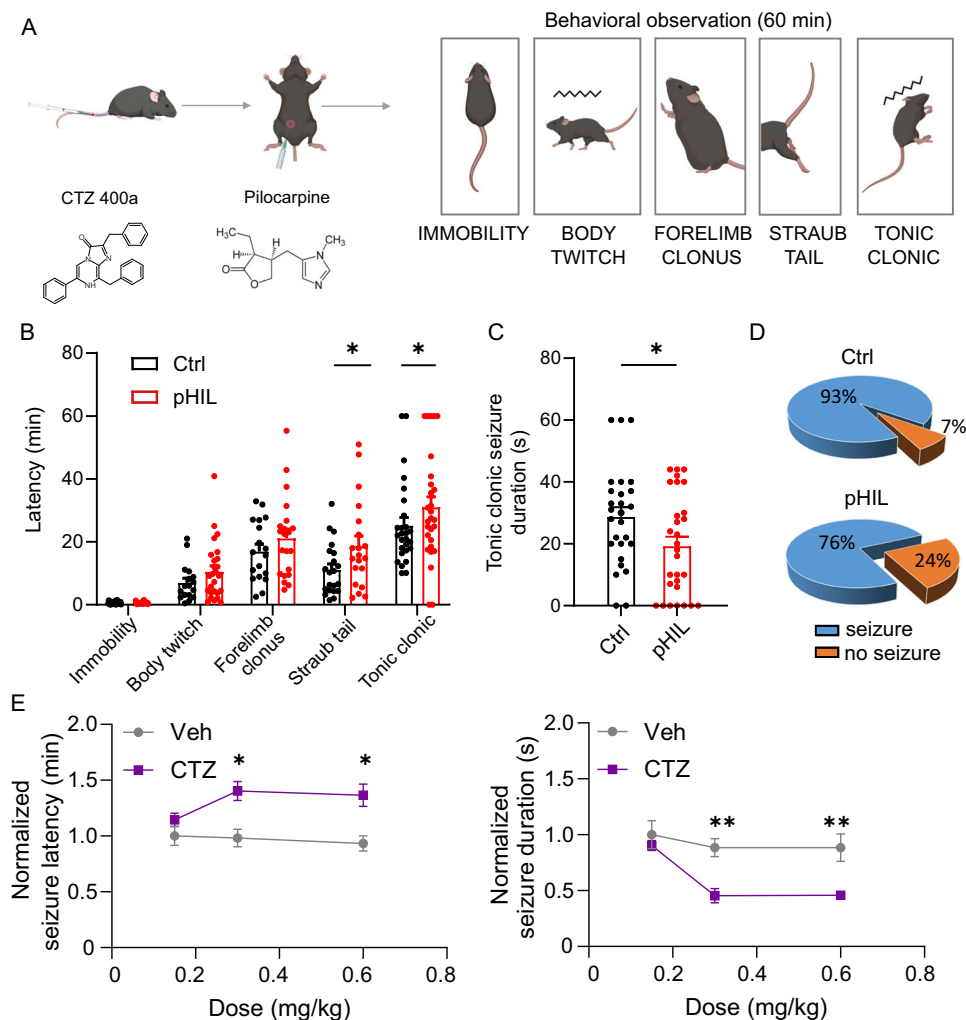 A
Behavioral observation (60 min)
CTZ 400a
Pilocarpine
IMMOBILITY
BODY
TWITCH
FORELIMB
CLONUS
STRAUB
TAIL
TONIC
CLONIC
O
N
N
NH
H₃C
H
H
O
O
N
N
CH₃
B
Latency (min)
80
60
40
20
0
Ctrl
pHIL
*
*
Immobility
Body twitch
Forelimb
clonus
Straub tail
Tonic clonic
C
Tonic clonic seizure
duration (s)
80
60
40
20
0
*
Ctrl
pHIL
D
Ctrl
93%
7%
pHIL
76%
24%
seizure
no seizure
E
Normalized
seizure latency (min)
2.0
1.5
1.0
0.5
0
Veh
CTZ
*
*
0
0.2
0.4
0.6
0.8
Dose (mg/kg)
Normalized
seizure duration (s)
2.0
1.5
1.0
0.5
0
Veh
CTZ
**
**
0
0.2
0.4
0.6
0.8
Dose (mg/kg)